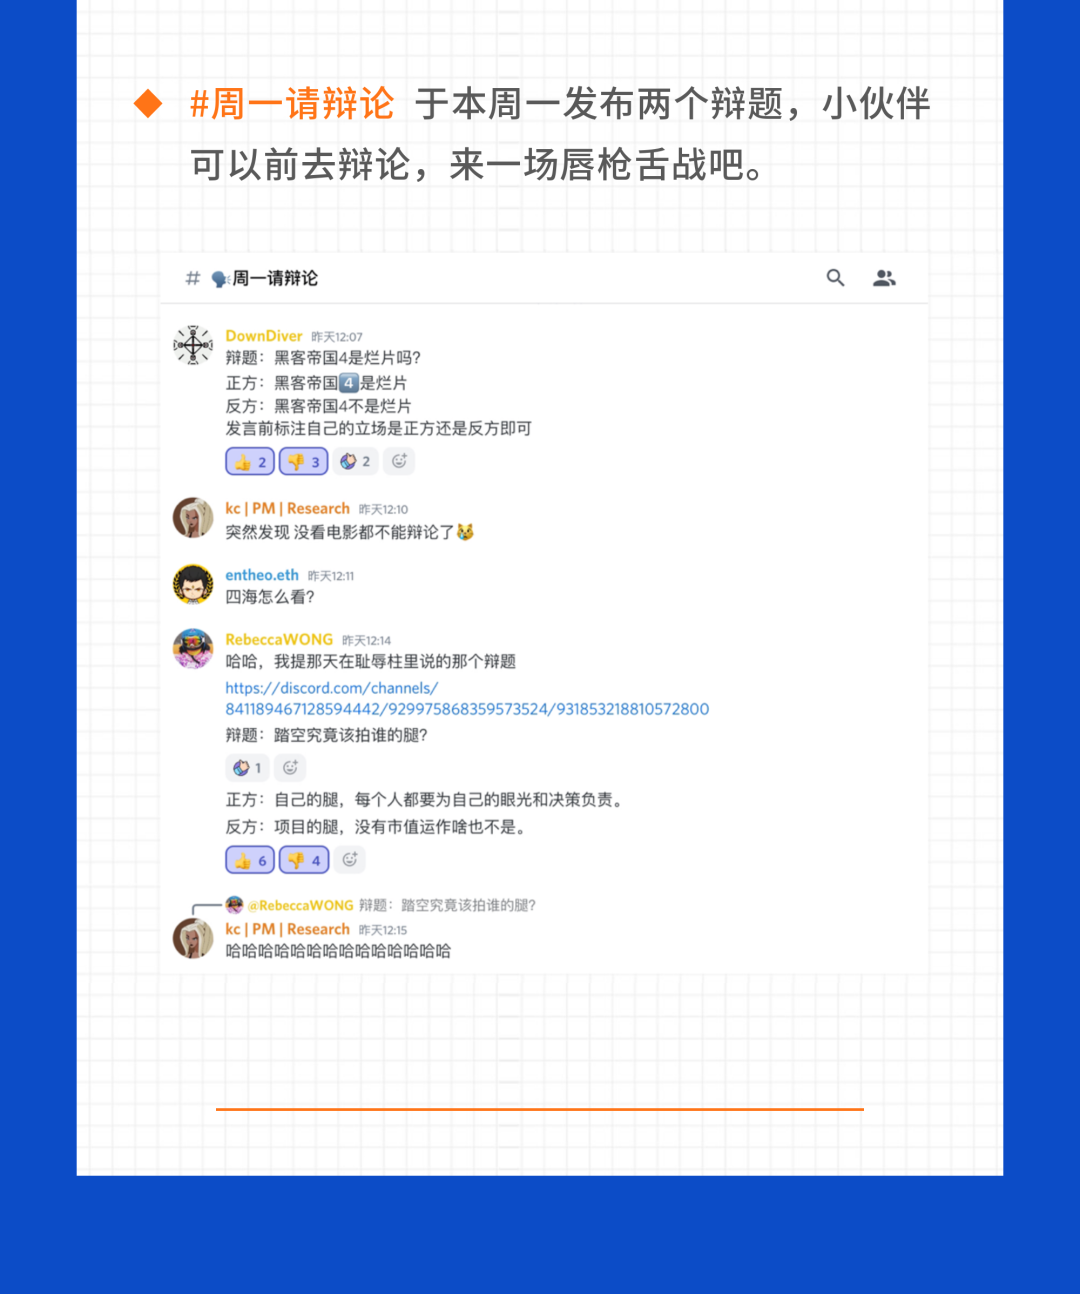 #周一请辩论 于本周一发布两个辩题，小伙伴
可以前去辩论，来一场唇枪舌战吧。
# 🗣周一请辩论
DownDiver 昨天12:07
辩题：黑客帝国4是烂片吗?
正方：黑客帝国4️⃣是烂片
反方：黑客帝国4不是烂片
发言前标注自己的立场是正方还是反方即可
👍 2 👎 3 2
kc | PM | Research 昨天12:10
突然发现 没看电影都不能辩论了😿
entheo.eth 昨天12:11
四海怎么看?
RebeccaWONG 昨天12:14
哈哈，我提那天在耻辱柱里说的那个辩题
https://discord.com/channels/
841189467128594442/929975868359573524/931853218810572800
辩题：踏空究竟该拍谁的腿?
1
正方：自己的腿，每个人都要为自己的眼光和决策负责。
反方：项目的腿，没有市值运作啥也不是。
👍 6 👎 4
@RebeccaWONG 辩题：踏空究竟该拍谁的腿?
kc | PM | Research 昨天12:15
哈哈哈哈哈哈哈哈哈哈哈哈哈哈